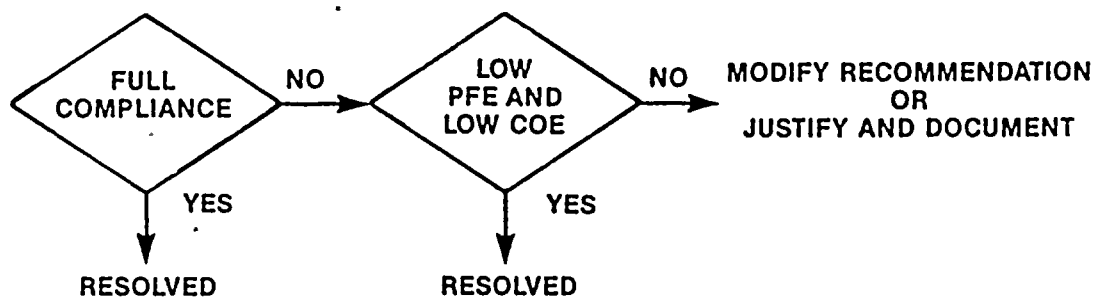 FULL
COMPLIANCE
NO
LOW
PFE AND
LOW COE
NO
MODIFY RECOMMENDATION
OR
JUSTIFY AND DOCUMENT
YES
YES
RESOLVED
RESOLVED